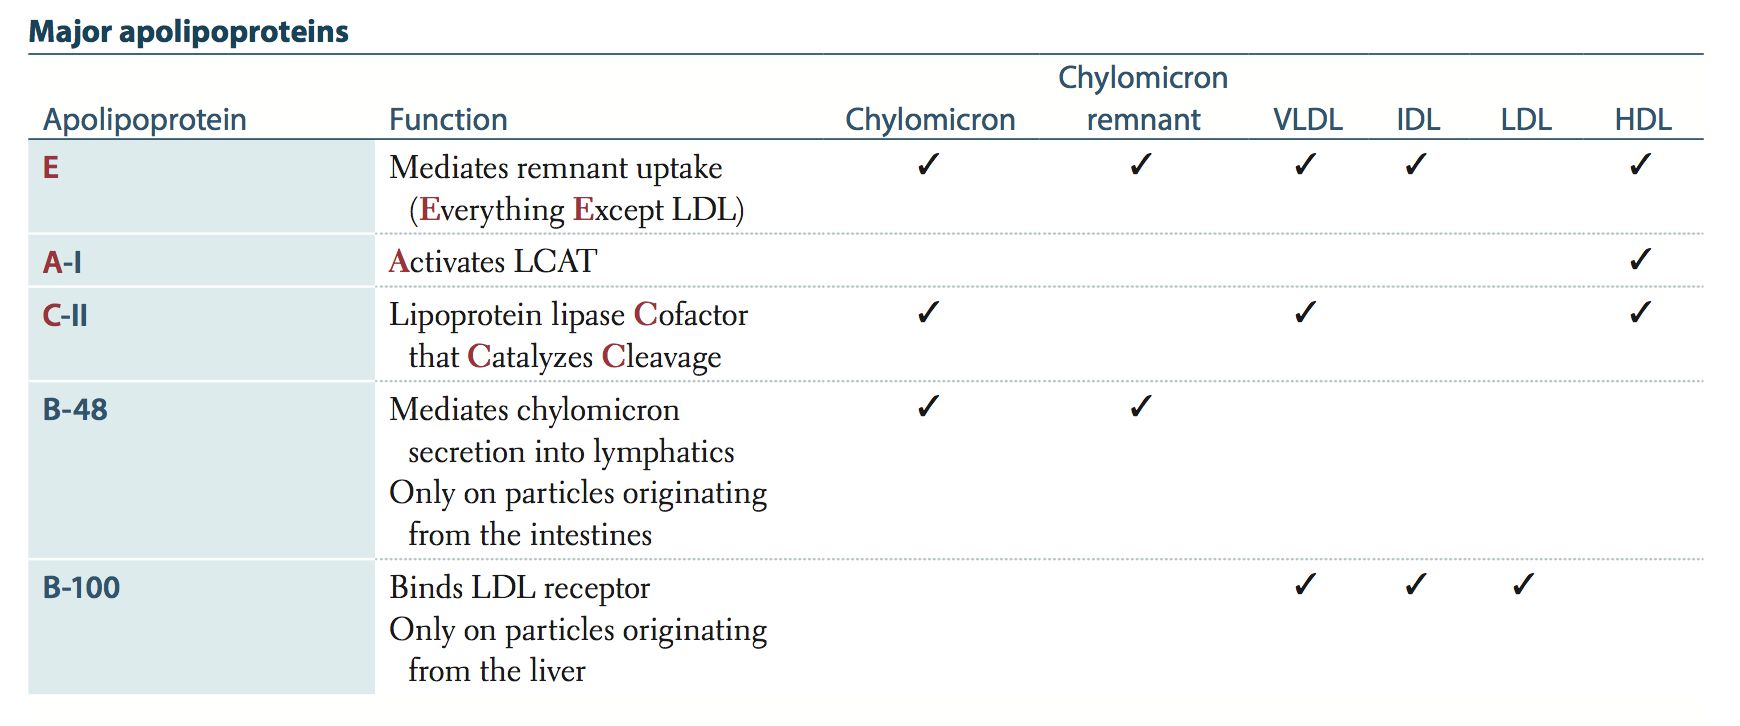 Major apolipoproteins
Chylomicron
Apolipoprotein Function Chylomicron remnant VLDL IDL LDL HDL
E Mediates remnant uptake ✓ ✓ ✓ ✓ ✓
(Everything Except LDL)
A-I Activates LCAT ✓
C-II Lipoprotein lipase Cofactor ✓ ✓ ✓
that Catalyzes Cleavage
B-48 Mediates chylomicron ✓ ✓
secretion into lymphatics
Only on particles originating
from the intestines
B-100 Binds LDL receptor ✓ ✓ ✓
Only on particles originating
from the liver